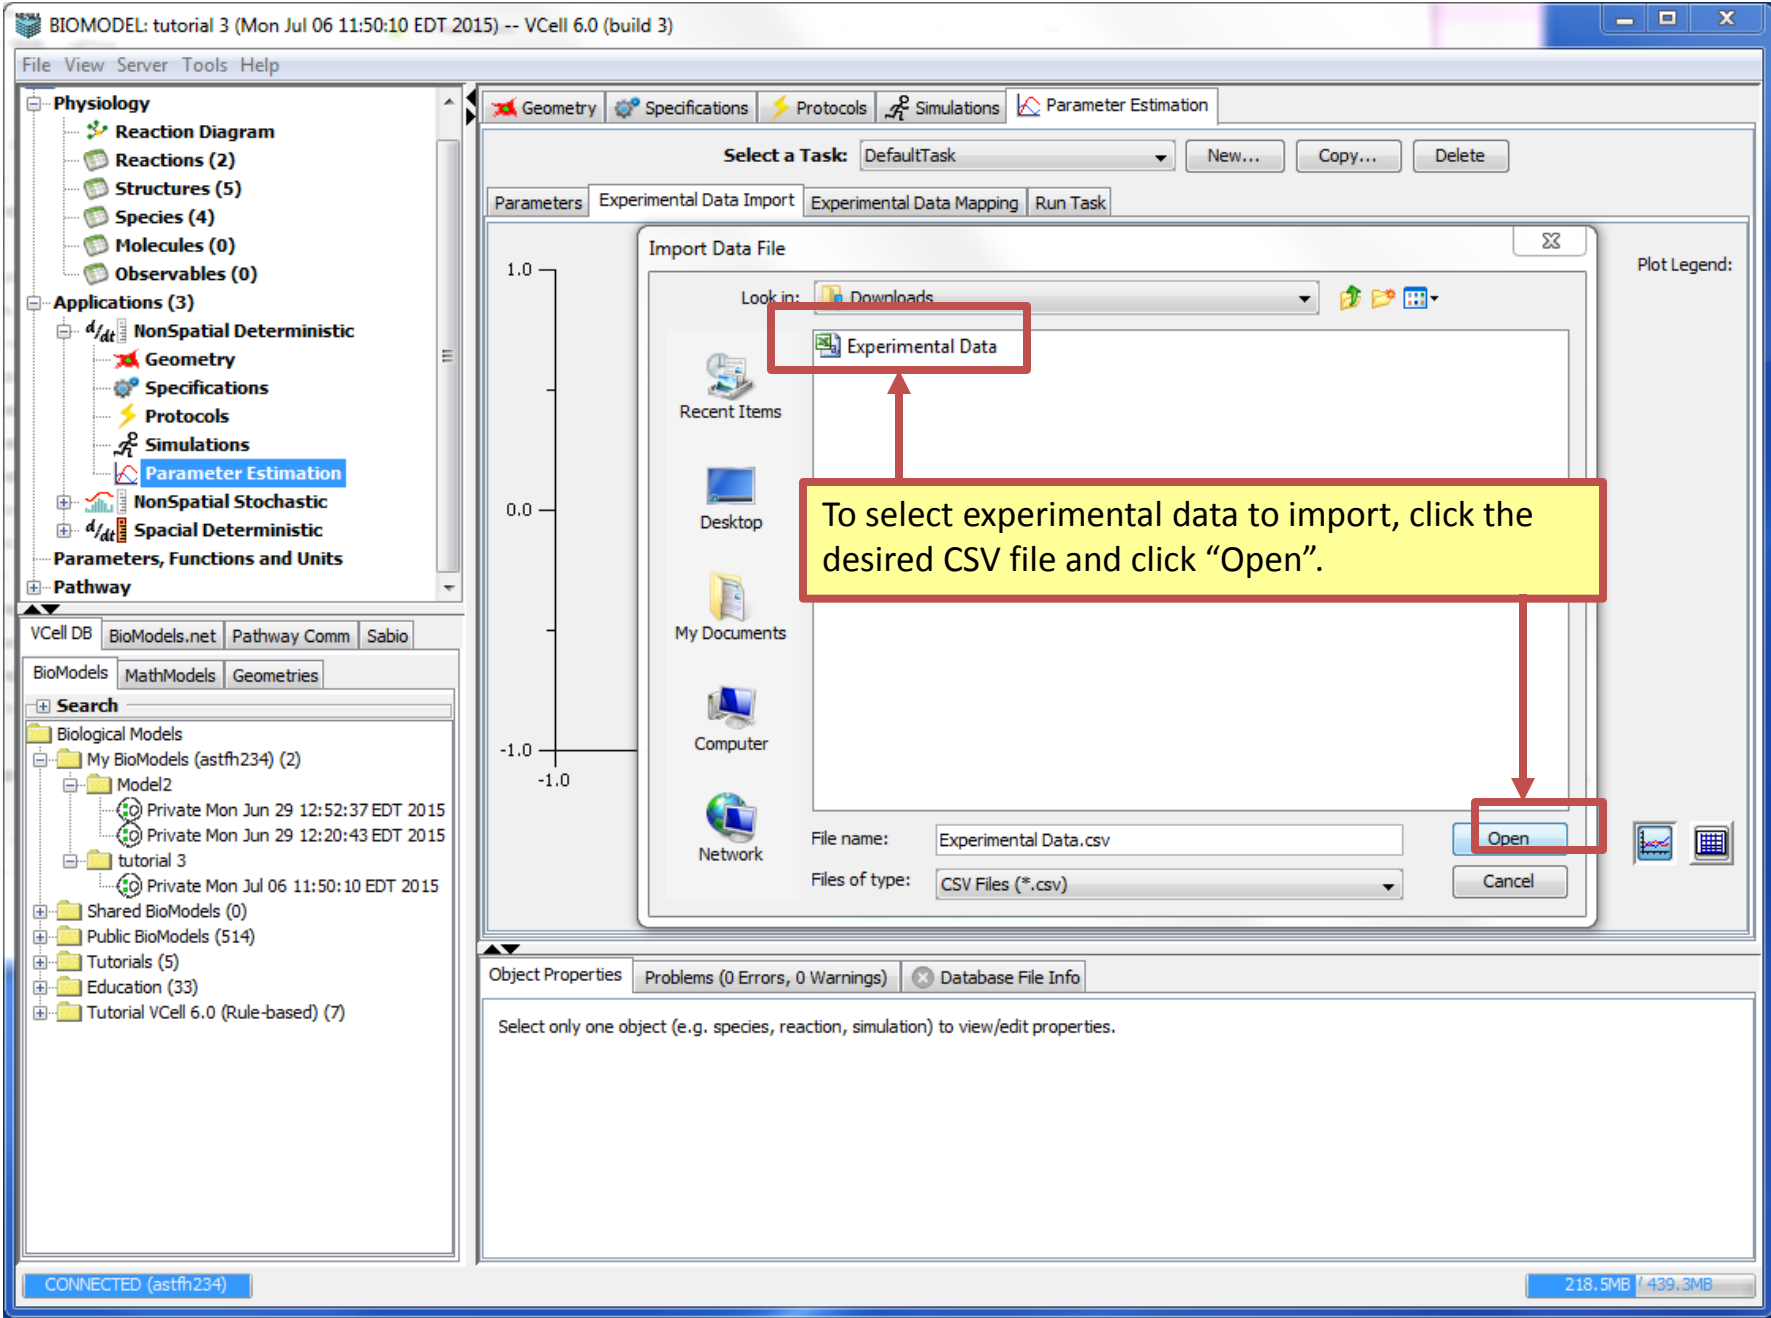 BIOMODEL: tutorial 3 (Mon Jul 06 11:50:10 EDT 2015) -- VCell 6.0 (build 3)
File View Server Tools Help
Physiology
Reaction Diagram
Reactions (2)
Structures (5)
Species (4)
Molecules (0)
Observables (0)
Applications (3)
d/dt NonSpatial Deterministic
Geometry
Specifications
Protocols
Simulations
Parameter Estimation
NonSpatial Stochastic
d/dt Spacial Deterministic
Parameters, Functions and Units
Pathway
VCell DB BioModels.net Pathway Comm Sabio
BioModels MathModels Geometries
Search
Biological Models
My BioModels (astfh234) (2)
Model2
Private Mon Jun 29 12:52:37 EDT 2015
Private Mon Jun 29 12:20:43 EDT 2015
tutorial 3
Private Mon Jul 06 11:50:10 EDT 2015
Shared BioModels (0)
Public BioModels (514)
Tutorials (5)
Education (33)
Tutorial VCell 6.0 (Rule-based) (7)
Geometry Specifications Protocols Simulations Parameter Estimation
Select a Task: DefaultTask New... Copy... Delete
Parameters Experimental Data Import Experimental Data Mapping Run Task
1.0
0.0
-1.0
-1.0
Plot Legend:
Import Data File
Look in: Downloads
Experimental Data
Recent Items
Desktop
My Documents
Computer
Network
To select experimental data to import, click the
desired CSV file and click “Open”.
File name: Experimental Data.csv Open
Files of type: CSV Files (*.csv) Cancel
Object Properties Problems (0 Errors, 0 Warnings) Database File Info
Select only one object (e.g. species, reaction, simulation) to view/edit properties.
CONNECTED (astfh234)
218.5MB / 439.3MB